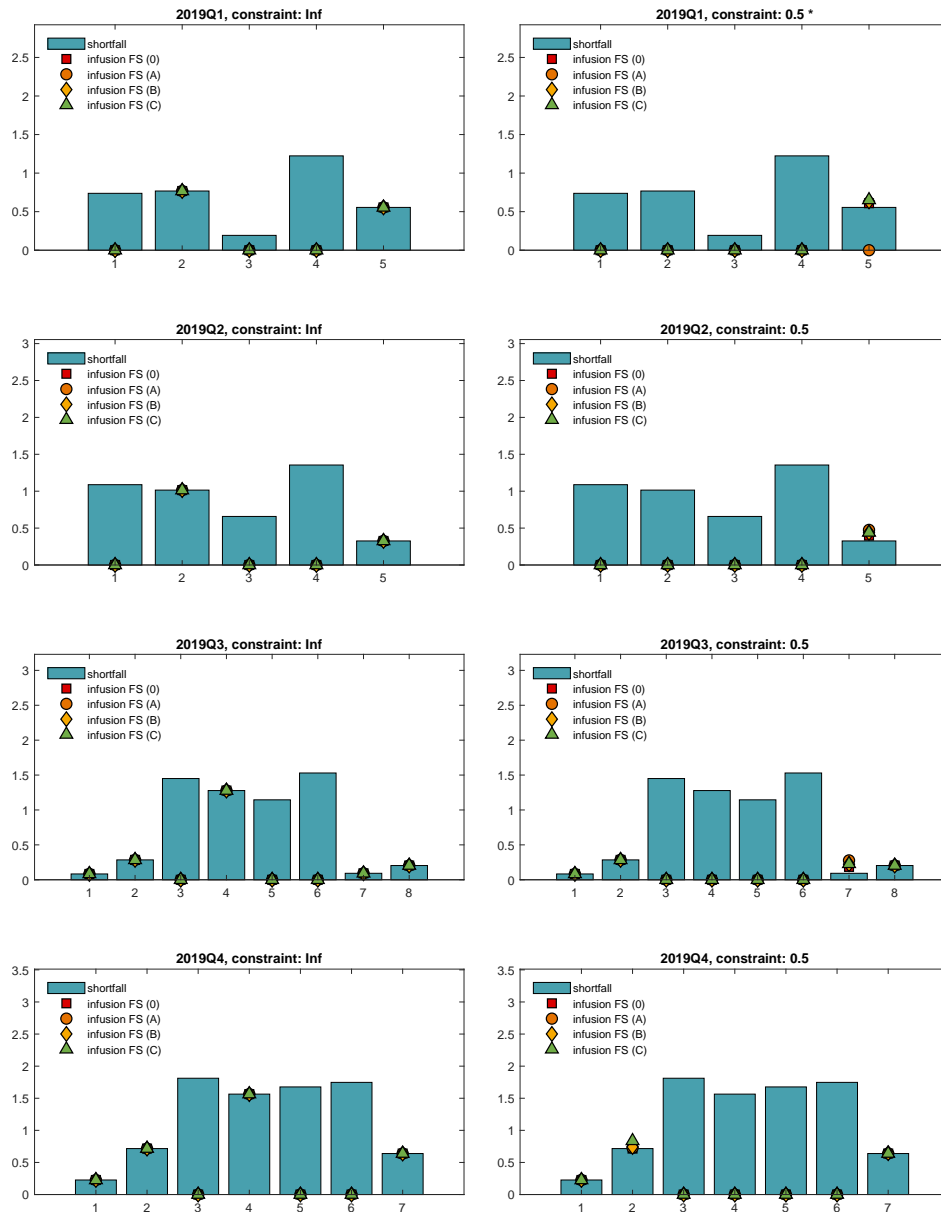 2019Q1, constraint: Inf
2.5
2
1.5
1
0.5
0
shortfall
infusion FS (0)
infusion FS (A)
infusion FS (B)
infusion FS (C)
1 2 3 4 5
2019Q1, constraint: 0.5 *
2.5
2
1.5
1
0.5
0
shortfall
infusion FS (0)
infusion FS (A)
infusion FS (B)
infusion FS (C)
1 2 3 4 5
2019Q2, constraint: Inf
3
2.5
2
1.5
1
0.5
0
shortfall
infusion FS (0)
infusion FS (A)
infusion FS (B)
infusion FS (C)
1 2 3 4 5
2019Q2, constraint: 0.5
3
2.5
2
1.5
1
0.5
0
shortfall
infusion FS (0)
infusion FS (A)
infusion FS (B)
infusion FS (C)
1 2 3 4 5
2019Q3, constraint: Inf
3
2.5
2
1.5
1
0.5
0
shortfall
infusion FS (0)
infusion FS (A)
infusion FS (B)
infusion FS (C)
1 2 3 4 5 6 7 8
2019Q3, constraint: 0.5
3
2.5
2
1.5
1
0.5
0
shortfall
infusion FS (0)
infusion FS (A)
infusion FS (B)
infusion FS (C)
1 2 3 4 5 6 7 8
2019Q4, constraint: Inf
3.5
3
2.5
2
1.5
1
0.5
0
shortfall
infusion FS (0)
infusion FS (A)
infusion FS (B)
infusion FS (C)
1 2 3 4 5 6 7
2019Q4, constraint: 0.5
3.5
3
2.5
2
1.5
1
0.5
0
shortfall
infusion FS (0)
infusion FS (A)
infusion FS (B)
infusion FS (C)
1 2 3 4 5 6 7